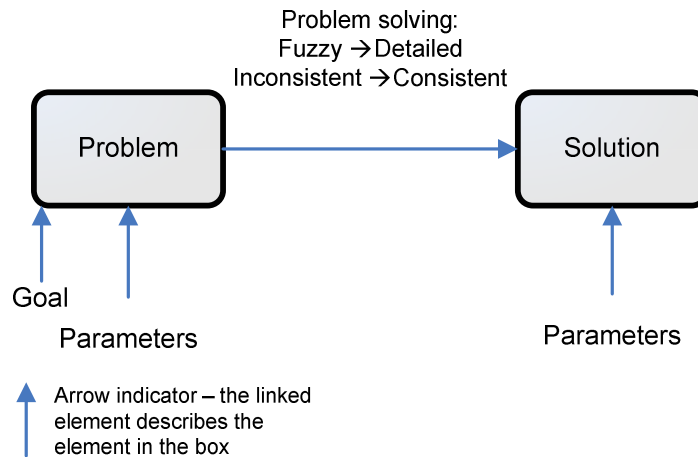 Problem solving:
Fuzzy →Detailed
Inconsistent →Consistent
Problem
Solution
Goal
Parameters
Parameters
Arrow indicator – the linked
element describes the
element in the box